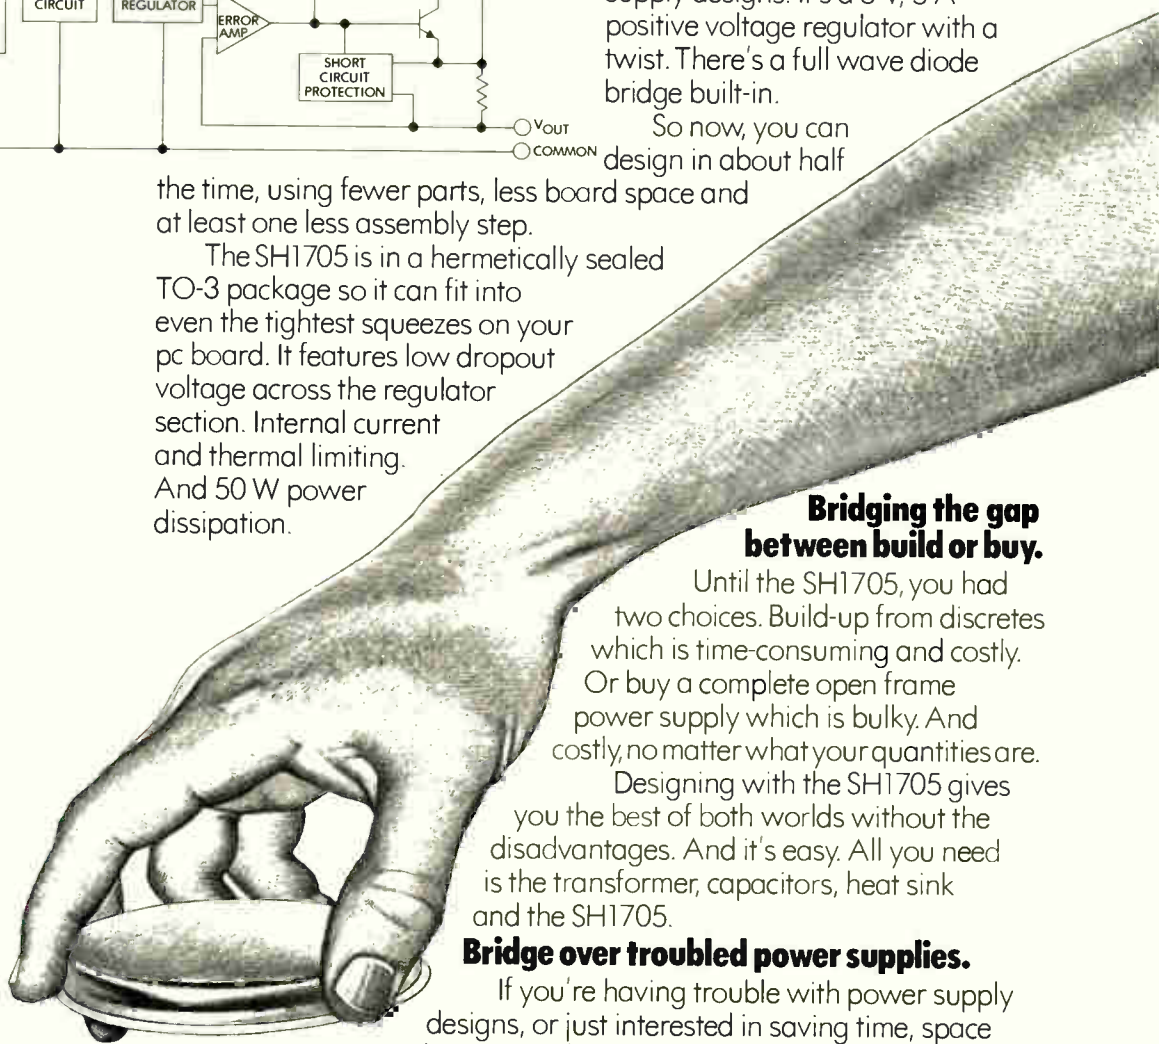 CIRCUIT
REGULATOR
ERROR
AMP
SHORT
CIRCUIT
PROTECTION
VOUT
COMMON
positive voltage regulator with a
twist. There's a full wave diode
bridge built-in.
So now, you can
design in about half
the time, using fewer parts, less board space and
at least one less assembly step.
The SH1705 is in a hermetically sealed
TO-3 package so it can fit into
even the tightest squeezes on your
pc board. It features low dropout
voltage across the regulator
section. Internal current
and thermal limiting.
And 50 W power
dissipation.
Bridging the gap
between build or buy.
Until the SH1705, you had
two choices. Build-up from discretes
which is time-consuming and costly.
Or buy a complete open frame
power supply which is bulky. And
costly, no matter what your quantities are.
Designing with the SH1705 gives
you the best of both worlds without the
disadvantages. And it's easy. All you need
is the transformer, capacitors, heat sink
and the SH1705.
Bridge over troubled power supplies.
If you're having trouble with power supply
designs, or just interested in saving time, space